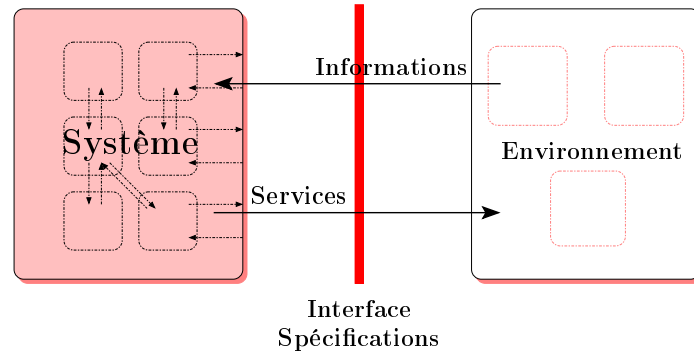 Informations
Système
Environnement
Services
Interface
Spécifications